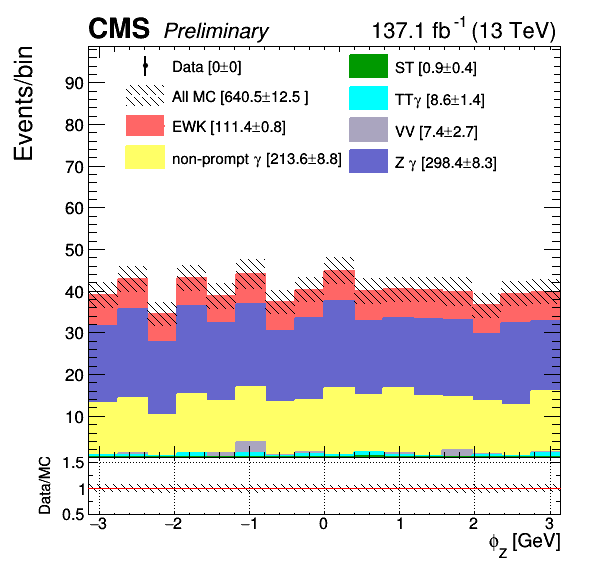 CMS Preliminary 137.1 fb⁻¹ (13 TeV)
Events/bin
Data [0±0]
All MC [640.5±12.5 ]
EWK [111.4±0.8]
non-prompt γ [213.6±8.8]
ST [0.9±0.4]
TTγ [8.6±1.4]
VV [7.4±2.7]
Z γ [298.4±8.3]
90
80
70
60
50
40
30
20
10
Data/MC
1.5
1
0.5
−3 −2 −1 0 1 2 3
ϕ_Z [GeV]